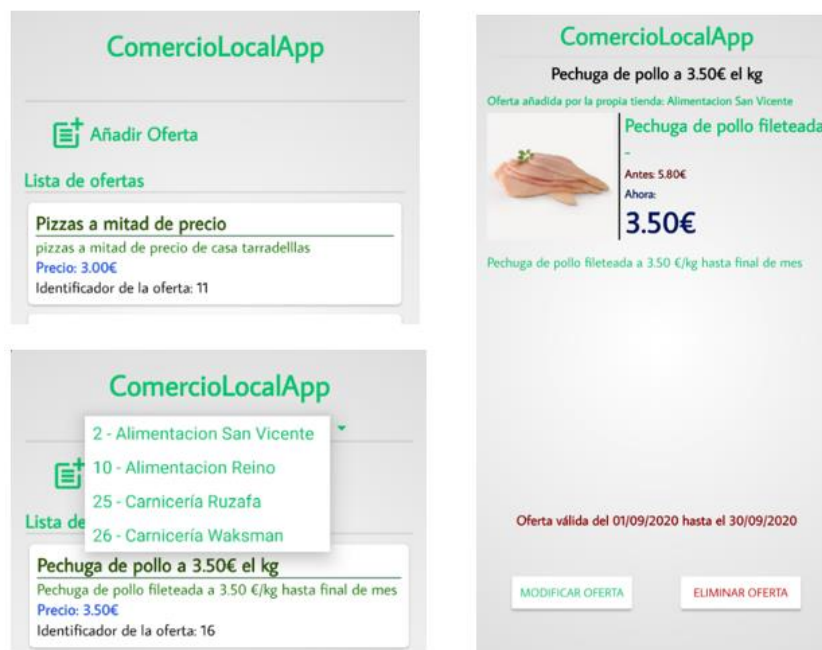 ComercioLocalApp
Añadir Oferta
Lista de ofertas
Pizzas a mitad de precio
pizzas a mitad de precio de casa tarradelllas
Precio: 3.00€
Identificador de la oferta: 11
ComercioLocalApp
2 - Alimentacion San Vicente
10 - Alimentacion Reino
25 - Carnicería Ruzafa
26 - Carnicería Waksman
Lista de
Pechuga de pollo a 3.50€ el kg
Pechuga de pollo fileteada a 3.50 €/kg hasta final de mes
Precio: 3.50€
Identificador de la oferta: 16
ComercioLocalApp
Pechuga de pollo a 3.50€ el kg
Oferta añadida por la propia tienda: Alimentacion San Vicente
Pechuga de pollo fileteada
-
Antes: 5.80€
Ahora:
3.50€
Pechuga de pollo fileteada a 3.50 €/kg hasta final de mes
Oferta válida del 01/09/2020 hasta el 30/09/2020
MODIFICAR OFERTA
ELIMINAR OFERTA